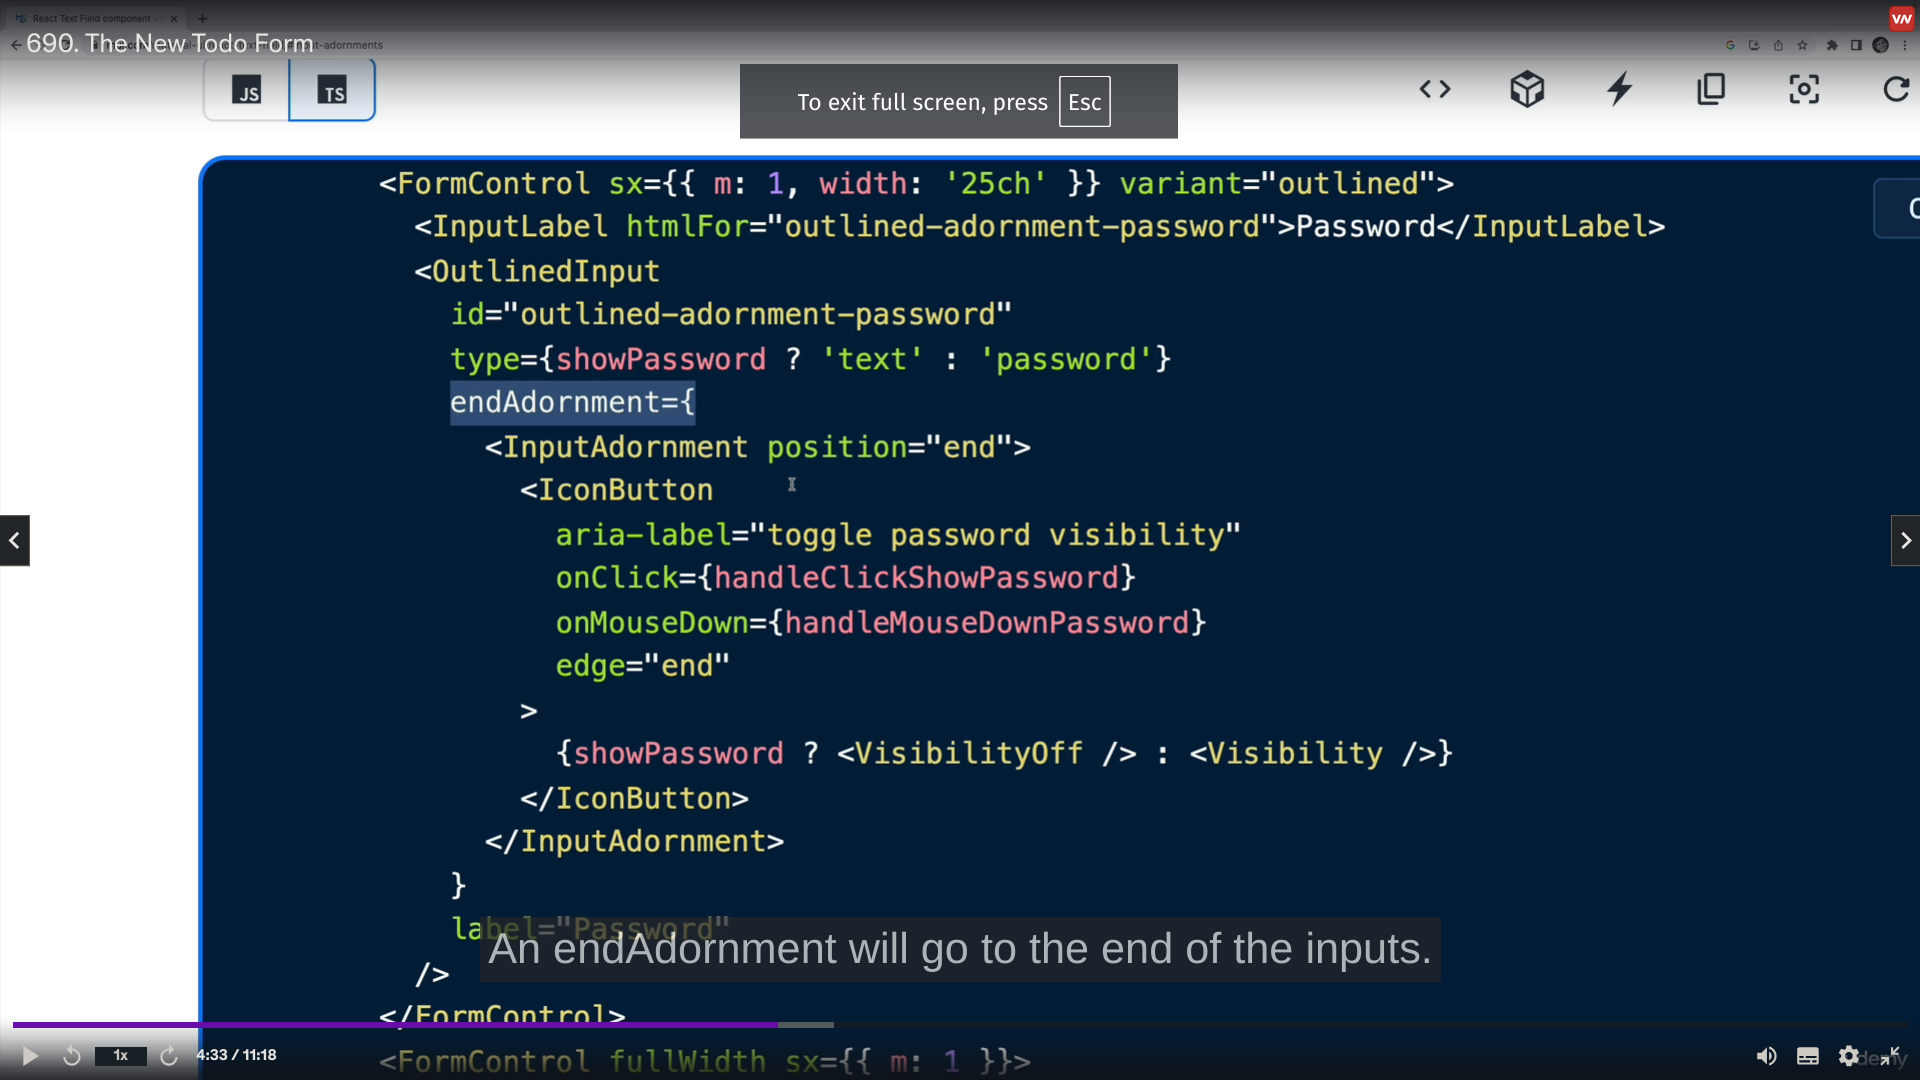 React Text Field component -
690. The New Todo Form
JS
TS
To exit full screen, press Esc
<FormControl sx={{ m: 1, width: '25ch' }} variant="outlined">
<InputLabel htmlFor="outlined-adornment-password">Password</InputLabel>
<OutlinedInput
id="outlined-adornment-password"
type={showPassword ? 'text' : 'password'}
endAdornment={
<InputAdornment position="end">
<IconButton
aria-label="toggle password visibility"
onClick={handleClickShowPassword}
onMouseDown={handleMouseDownPassword}
edge="end"
>
{showPassword ? <VisibilityOff /> : <Visibility />}
</IconButton>
</InputAdornment>
}
label="Password"
An endAdornment will go to the end of the inputs.
/>
</FormControl>
1x
4:33 / 11:18
<FormControl fullWidth sx={{ m: 1 }}>